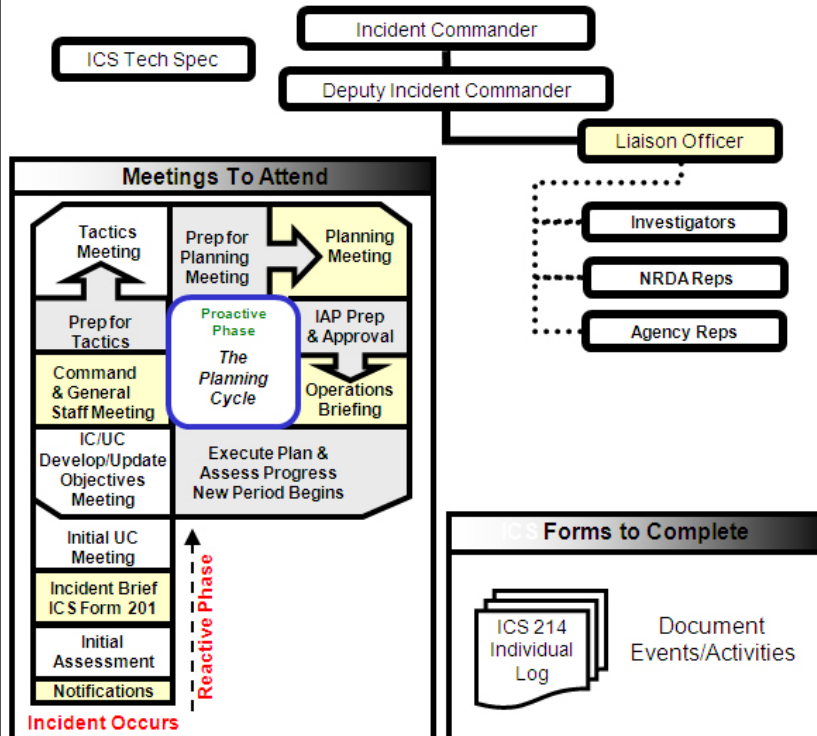 Incident Commander
ICS Tech Spec
Deputy Incident Commander
Liaison Officer
Investigators
NRDA Reps
Agency Reps
Meetings To Attend
Tactics
Meeting
Prep for
Planning
Meeting
Planning
Meeting
Prep for
Tactics
Proactive
Phase
The
Planning
Cycle
IAP Prep
& Approval
Command
& General
Staff Meeting
Operations
Briefing
IC/UC
Develop/Update
Objectives
Meeting
Execute Plan &
Assess Progress
New Period Begins
Initial UC
Meeting
Incident Brief
ICS Form 201
Initial
Assessment
Notifications
Reactive Phase
Incident Occurs
ICS Forms to Complete
ICS 214
Individual
Log
Document
Events/Activities